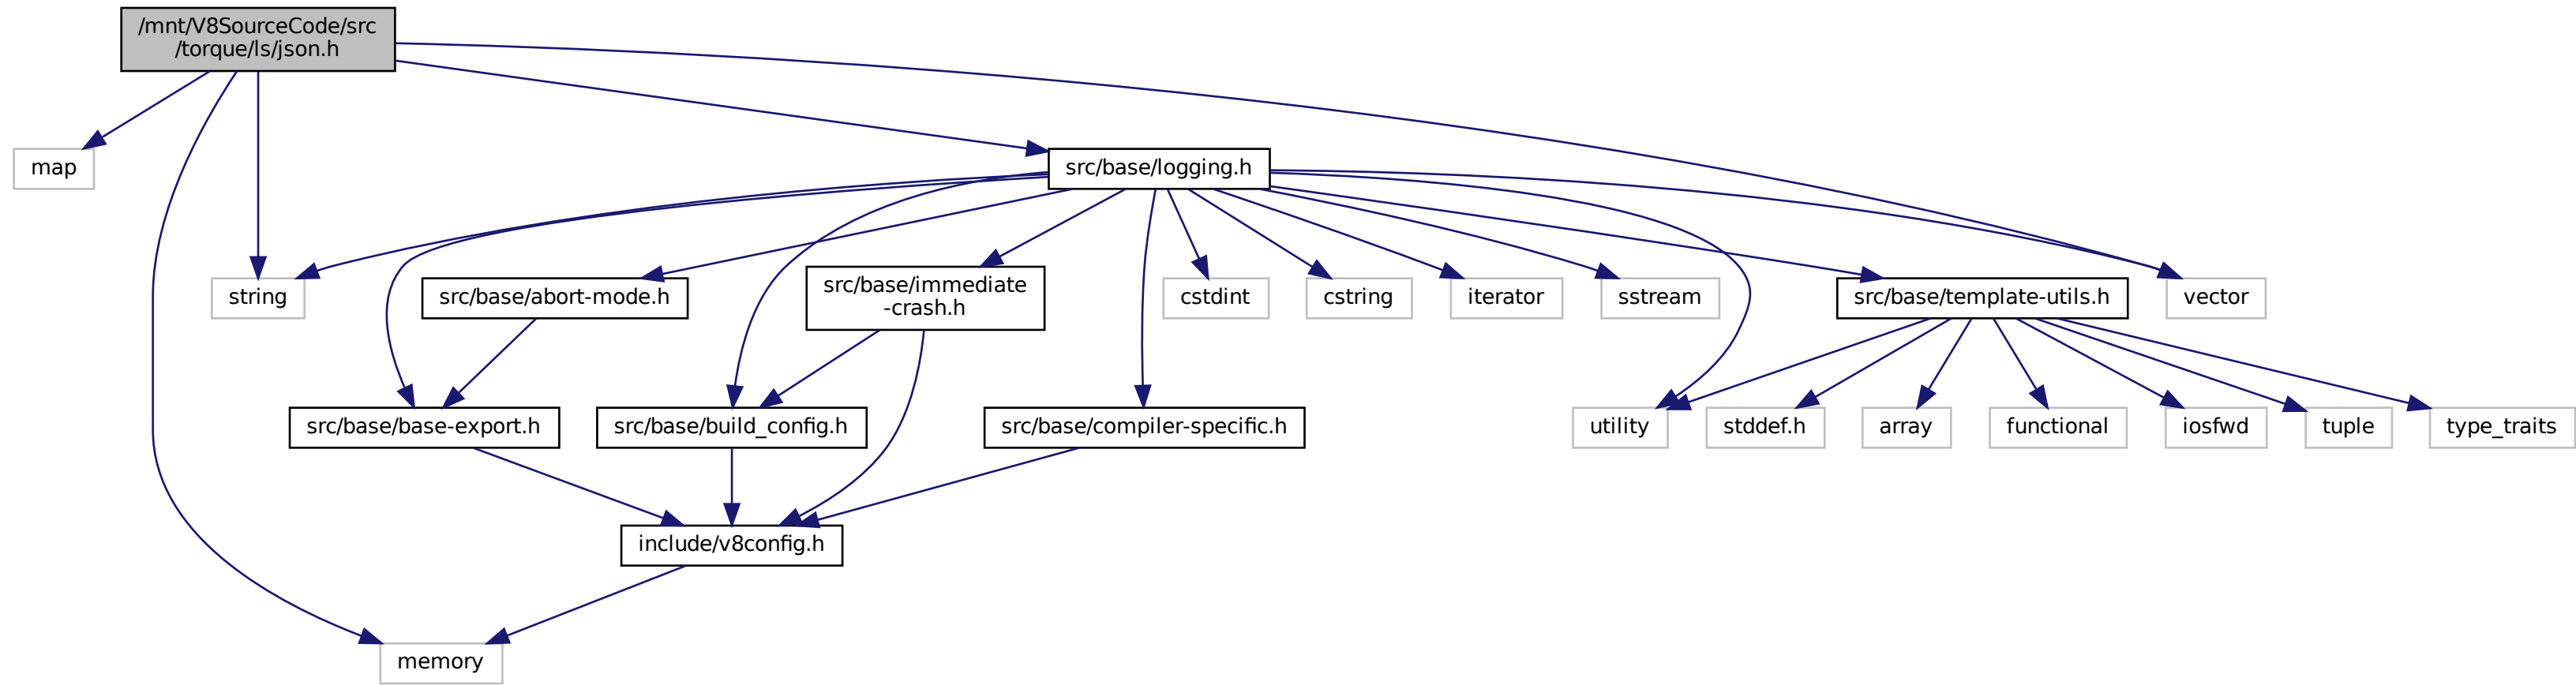 /mnt/V8SourceCode/src
/torque/ls/json.h
map
src/base/logging.h
string
src/base/abort-mode.h
src/base/immediate
-crash.h
cstdint
cstring
iterator
sstream
src/base/template-utils.h
vector
src/base/base-export.h
src/base/build_config.h
src/base/compiler-specific.h
utility
stddef.h
array
functional
iosfwd
tuple
type_traits
include/v8config.h
memory